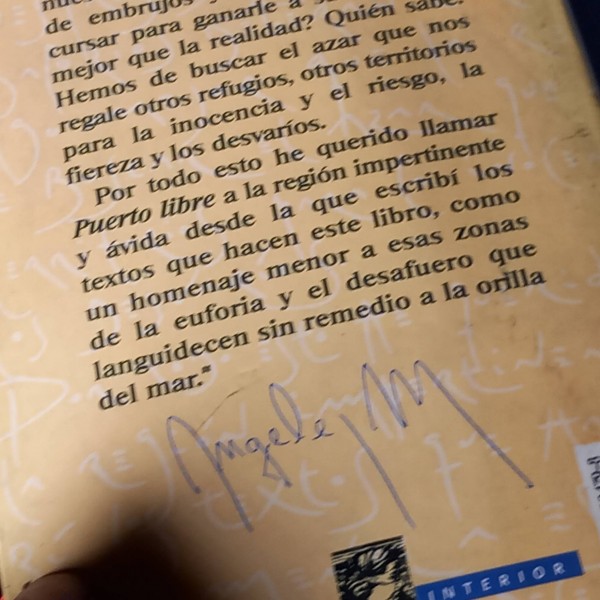 de embrujos
cursar para ganarle a
mejor que la realidad? Quién sabe.
Hemos de buscar el azar que nos
regale otros refugios, otros territorios
para la inocencia y el riesgo, la
fiereza y los desvaríos.
Por todo esto he querido llamar
Puerto libre a la región impertinente
y ávida desde la que escribí los
textos que hacen este libro, como
un homenaje menor a esas zonas
de la euforia y el desafuero que
languidecen sin remedio a la orilla
del mar."
Angeles M
INTERIOR